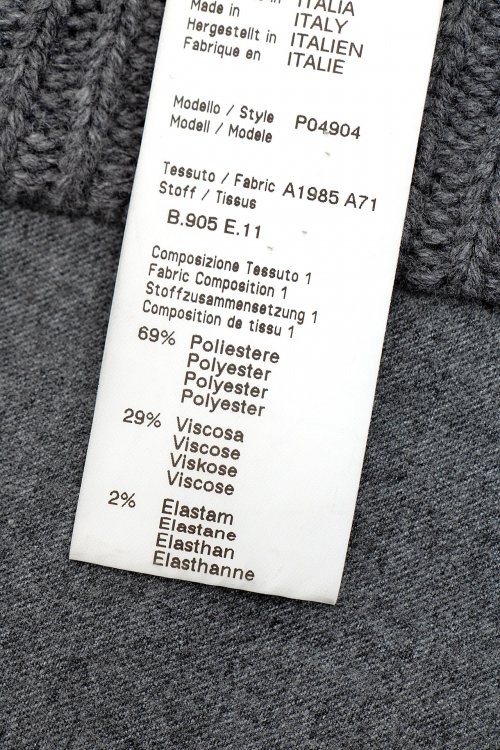 ITALIA
Made in ITALY
Hergestellt in ITALIEN
Fabrique en ITALIE
Modello / Style P04904
Modell / Modele
Tessuto / Fabric A1985 A71
Stoff / Tissus
B.905 E.11
Composizione Tessuto 1
Fabric Composition 1
Stoffzusammensetzung 1
Composition de tissu 1
69% Poliestere
Polyester
Polyester
Polyester
29% Viscosa
Viscose
Viskose
Viscose
2% Elastam
Elastane
Elasthan
Elasthanne